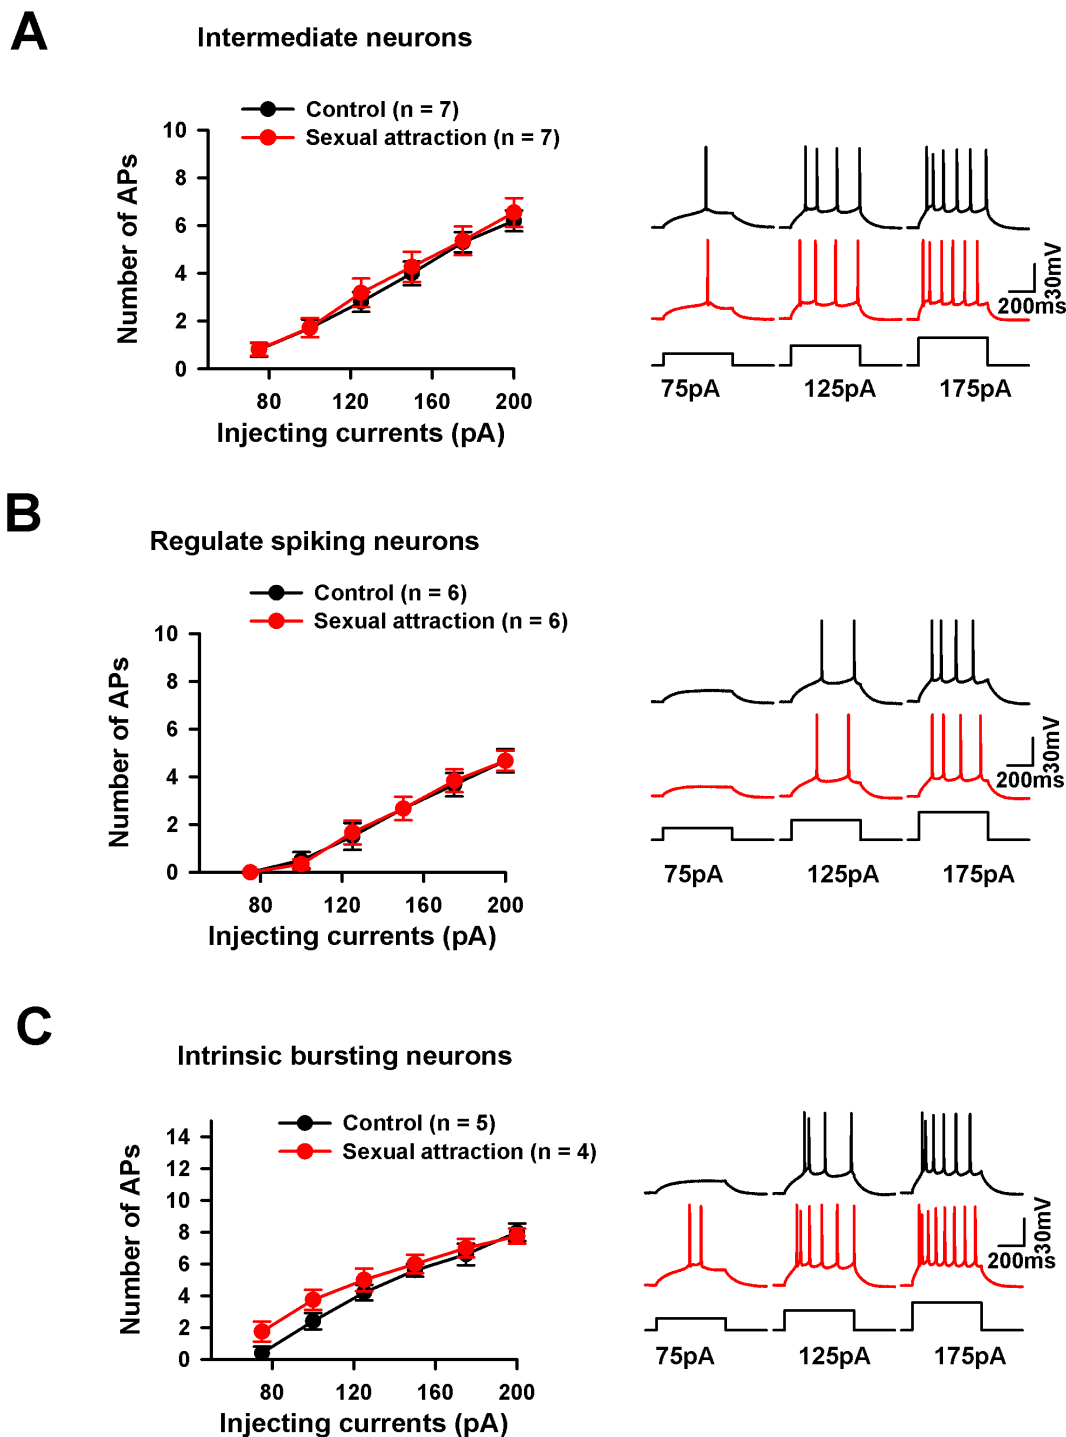 A
Intermediate neurons
Control (n = 7)
Sexual attraction (n = 7)
Number of APs
10
8
6
4
2
0
80
120
160
200
Injecting currents (pA)
30mV
200ms
75pA
125pA
175pA
B
Regulate spiking neurons
Control (n = 6)
Sexual attraction (n = 6)
Number of APs
10
8
6
4
2
0
80
120
160
200
Injecting currents (pA)
30mV
200ms
75pA
125pA
175pA
C
Intrinsic bursting neurons
Control (n = 5)
Sexual attraction (n = 4)
Number of APs
14
12
10
8
6
4
2
0
80
120
160
200
Injecting currents (pA)
30mV
200ms
75pA
125pA
175pA